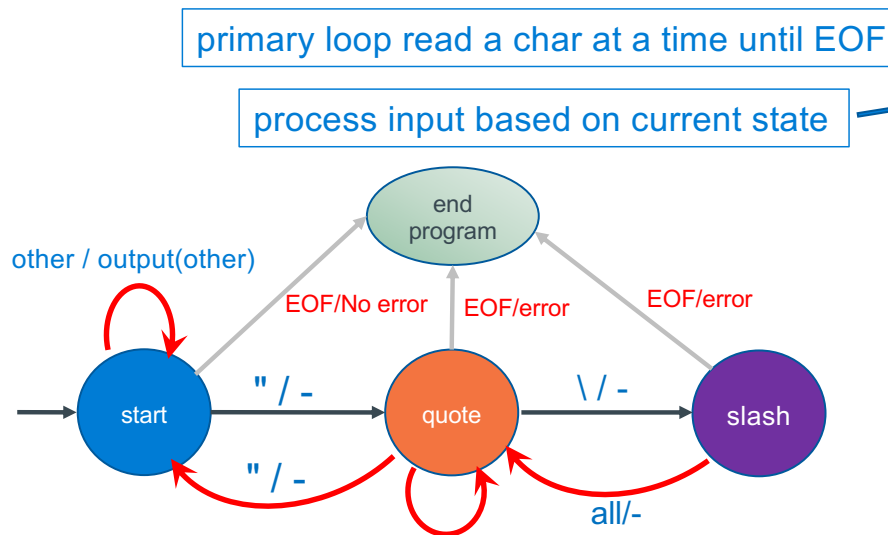 primary loop read a char at a time until EOF
process input based on current state
end
program
other / output(other)
EOF/No error
EOF/error
EOF/error
" / -
\ / -
start
quote
slash
" / -
all/-